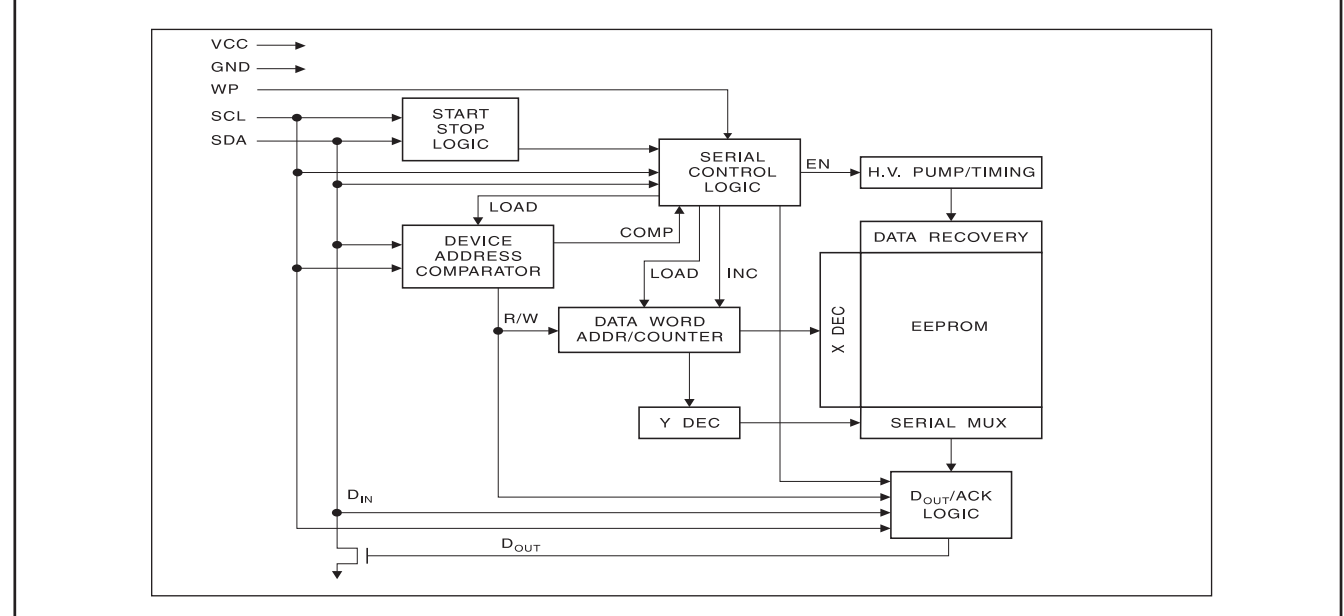 VCC
GND
WP
SCL
SDA
START
STOP
LOGIC
SERIAL
CONTROL
LOGIC
EN
H.V. PUMP/TIMING
LOAD
COMP
DATA RECOVERY
DEVICE
ADDRESS
COMPARATOR
LOAD
INC
R/W
DATA WORD
ADDR/COUNTER
X DEC
EEPROM
Y DEC
SERIAL MUX
DIN
DOUT/ACK
LOGIC
DOUT